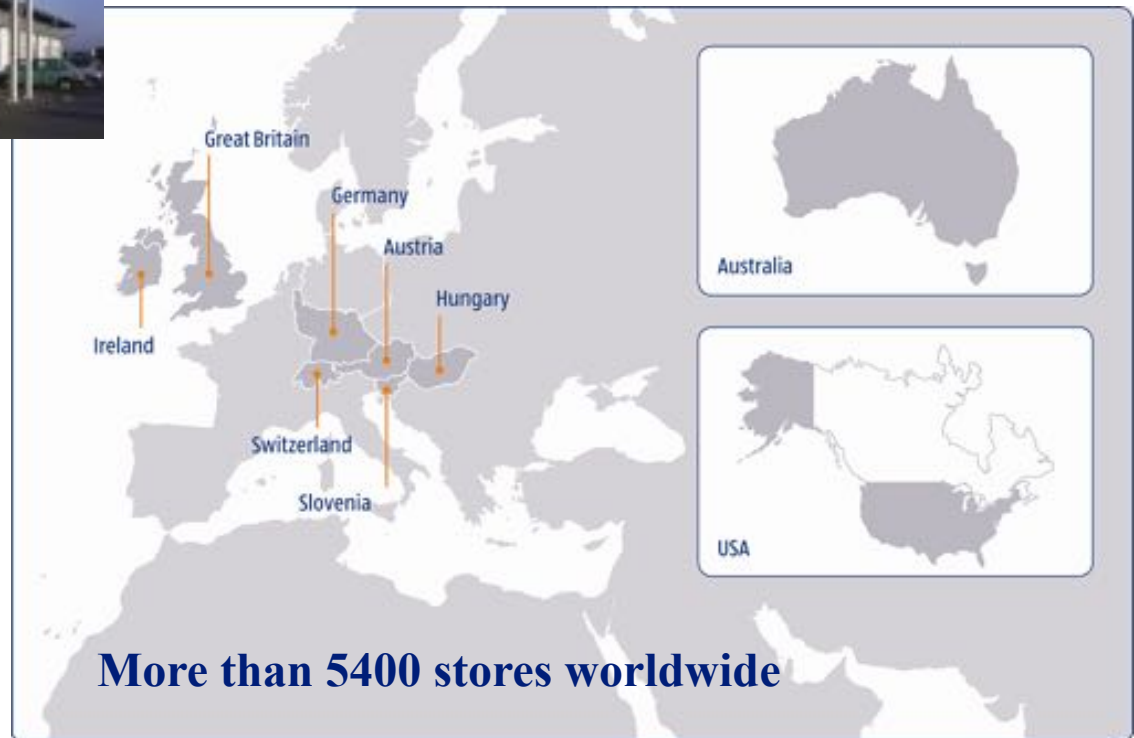 Great Britain
Germany
Austria
Hungary
Ireland
Switzerland
Slovenia
Australia
USA
More than 5400 stores worldwide